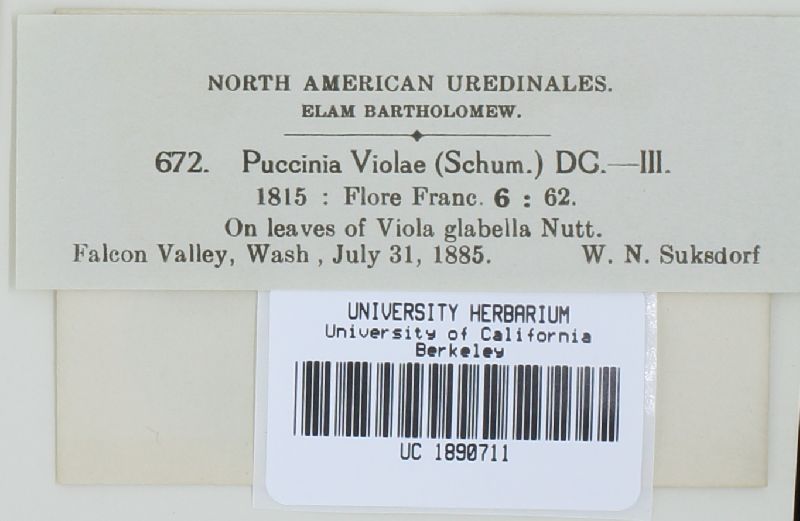 NORTH AMERICAN UREDINALES.
ELAM BARTHOLOMEW.
672. Puccinia Violae (Schum.) DC.—III.
1815 : Flore Franc. 6 : 62.
On leaves of Viola glabella Nutt.
Falcon Valley, Wash , July 31, 1885. W. N. Suksdorf
UNIVERSITY HERBARIUM
University of California
Berkeley
UC 1890711